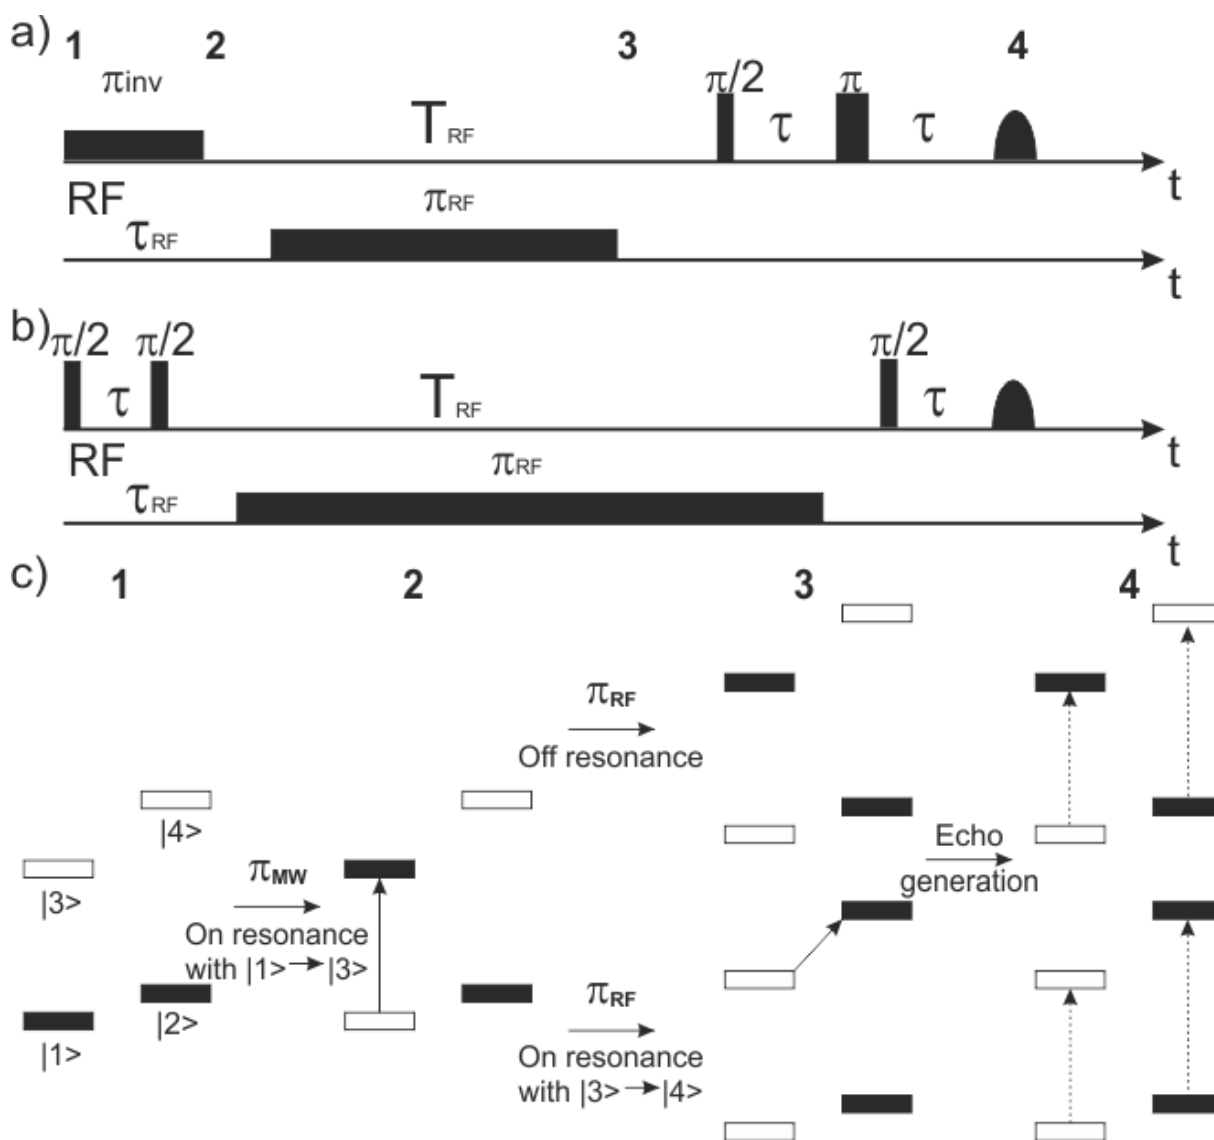 a) 1 2 3 4
πinv π/2 π
TRF τ τ
t
RF πRF
τRF
t
b)
π/2 π/2 π/2
τ TRF τ
t
RF πRF
τRF
t
c) 1 2 3 4
πRF
Off resonance
|4>
Echo
generation
|3> πMW
On resonance
with |1>→|3>
|2> πRF
|1> On resonance
with |3>→|4>